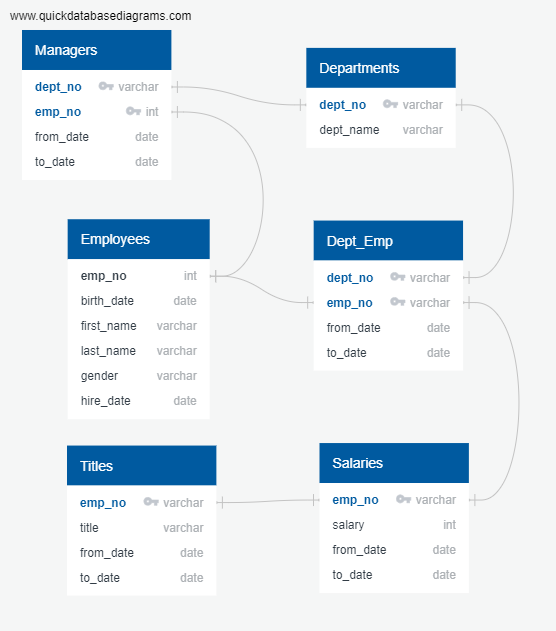 www.quickdatabasediagrams.com
Managers
dept_no varchar
emp_no int
from_date date
to_date date
Departments
dept_no varchar
dept_name varchar
Employees
emp_no int
birth_date date
first_name varchar
last_name varchar
gender varchar
hire_date date
Dept_Emp
dept_no varchar
emp_no varchar
from_date date
to_date date
Titles
emp_no varchar
title varchar
from_date date
to_date date
Salaries
emp_no varchar
salary int
from_date date
to_date date